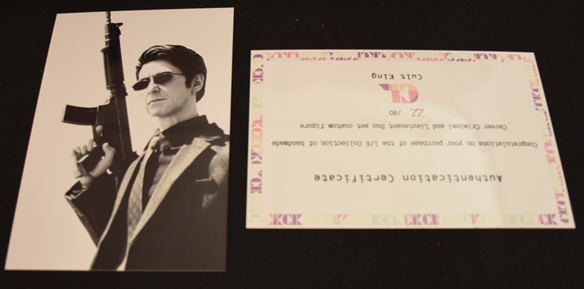 Authentication Certificate
Congratulations on your purchase of the 1/6 Collection of handmade
Career Criminal and Lieutenant Duo set custom figure
22 /80
CK
Cult King